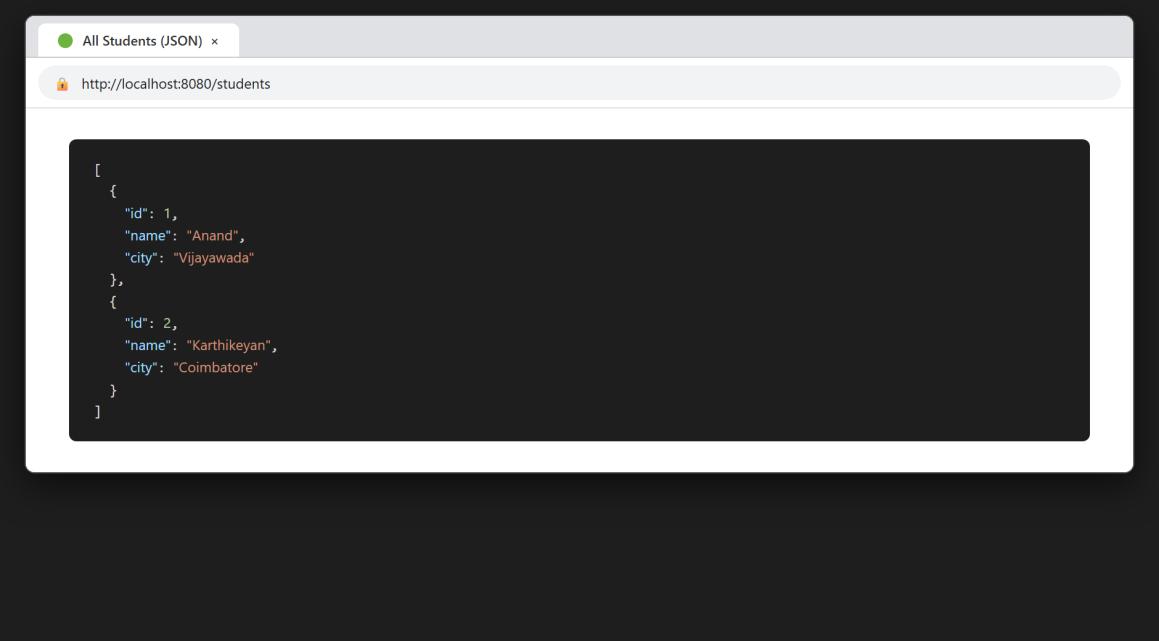 All Students (JSON) ×
http://localhost:8080/students
[
  {
    "id": 1,
    "name": "Anand",
    "city": "Vijayawada"
  },
  {
    "id": 2,
    "name": "Karthikeyan",
    "city": "Coimbatore"
  }
]